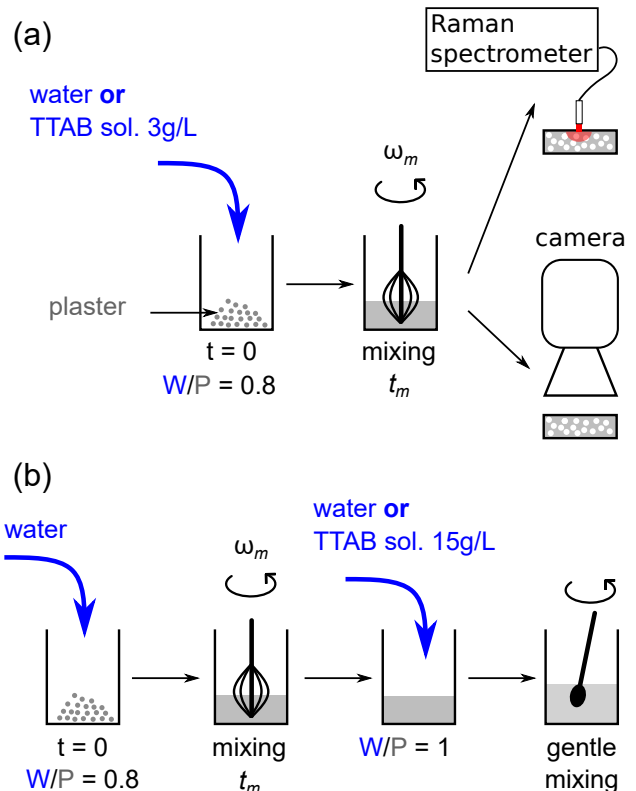 (a)
Raman
spectrometer
water or
TTAB sol. 3g/L
ωm
camera
plaster
t = 0
W/P = 0.8
mixing
tm
(b)
water
water or
TTAB sol. 15g/L
ωm
t = 0
W/P = 0.8
mixing
tm
W/P = 1
gentle
mixing